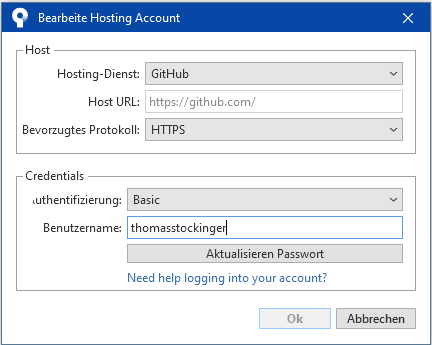 Bearbeite Hosting Account
Host
Hosting-Dienst: GitHub
Host URL: https://github.com/
Bevorzugtes Protokoll: HTTPS
Credentials
uthentifizierung: Basic
Benutzername: thomasstockinger
Aktualisieren Passwort
Need help logging into your account?
Ok Abbrechen